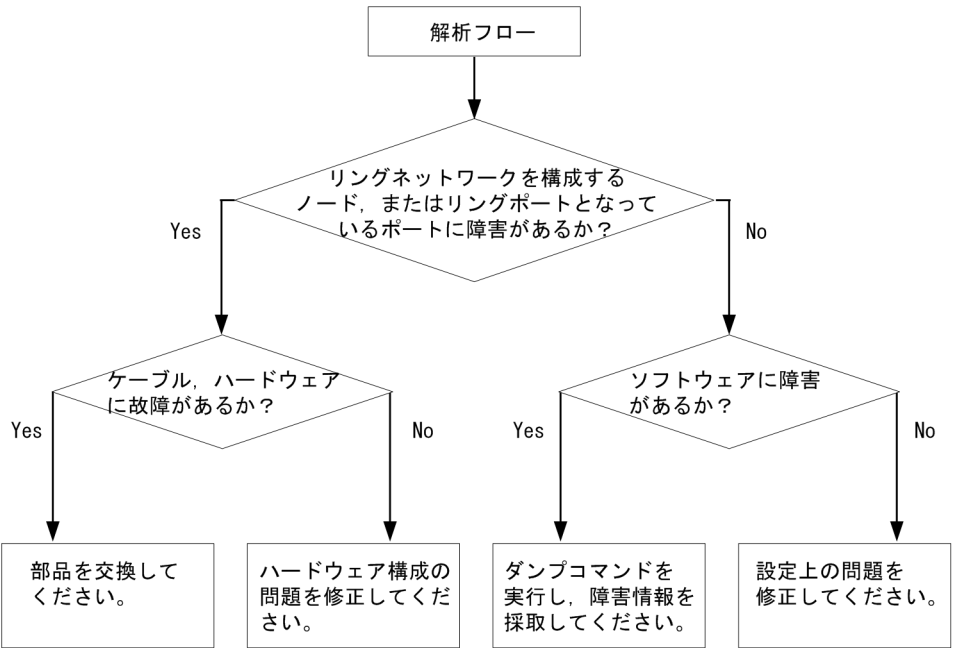 解析フロー
リングネットワークを構成する
ノード，またはリングポートとなって
いるポートに障害があるか？
Yes
No
ケーブル，ハードウェア
に故障があるか？
ソフトウェアに障害
があるか？
Yes
No
Yes
No
部品を交換して
ください。
ハードウェア構成の
問題を修正してくだ
さい。
ダンプコマンドを
実行し，障害情報を
採取してください。
設定上の問題を
修正してください。